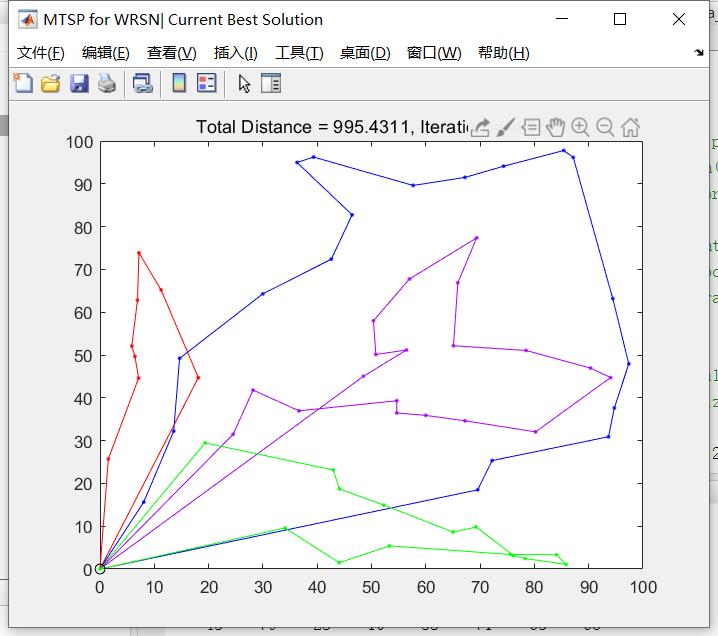 MTSP for WRSN| Current Best Solution
文件(F) 编辑(E) 查看(V) 插入(I) 工具(T) 桌面(D) 窗口(W) 帮助(H)
Total Distance = 995.4311, Iterati
100
90
80
70
60
50
40
30
20
10
0
0 10 20 30 40 50 60 70 80 90 100